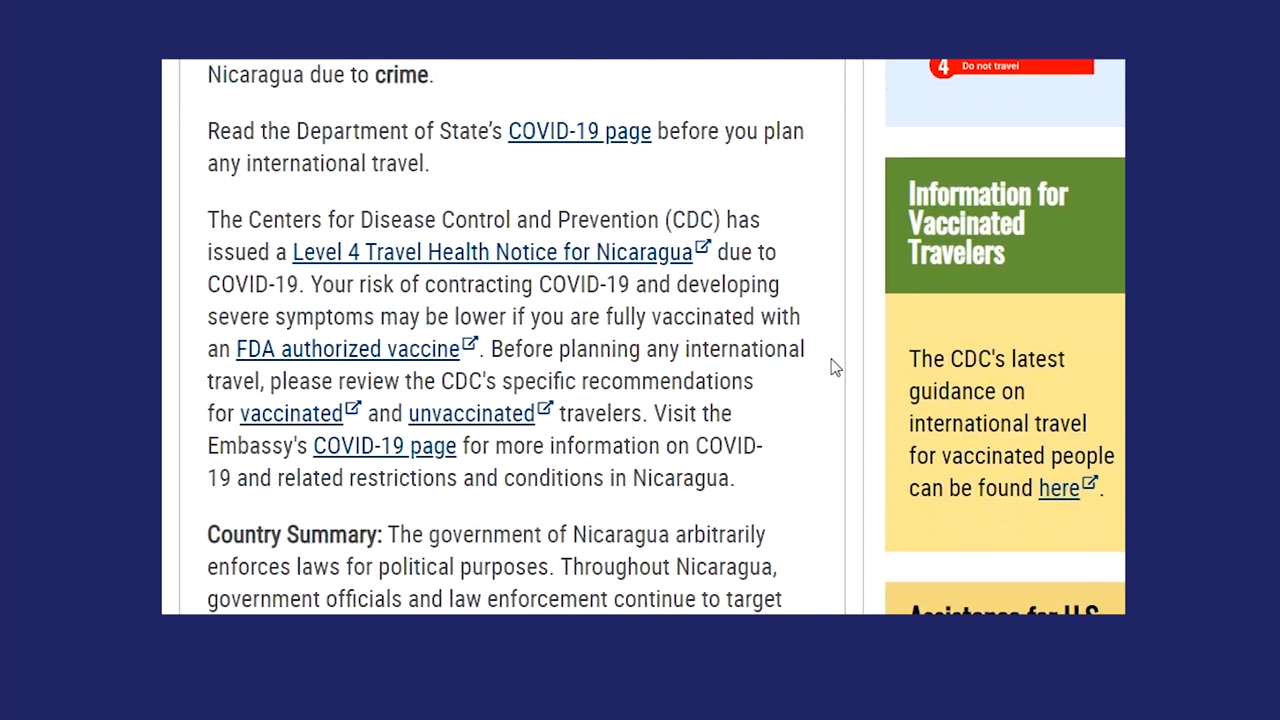 Nicaragua due to crime.
Read the Department of State's COVID-19 page before you plan
any international travel.
The Centers for Disease Control and Prevention (CDC) has
issued a Level 4 Travel Health Notice for Nicaragua due to
COVID-19. Your risk of contracting COVID-19 and developing
severe symptoms may be lower if you are fully vaccinated with
an FDA authorized vaccine. Before planning any international
travel, please review the CDC's specific recommendations
for vaccinated and unvaccinated travelers. Visit the
Embassy's COVID-19 page for more information on COVID-
19 and related restrictions and conditions in Nicaragua.
Country Summary: The government of Nicaragua arbitrarily
enforces laws for political purposes. Throughout Nicaragua,
government officials and law enforcement continue to target
4 Do not travel
Information for
Vaccinated
Travelers
The CDC's latest
guidance on
international travel
for vaccinated people
can be found here.
Assistance for U.S.